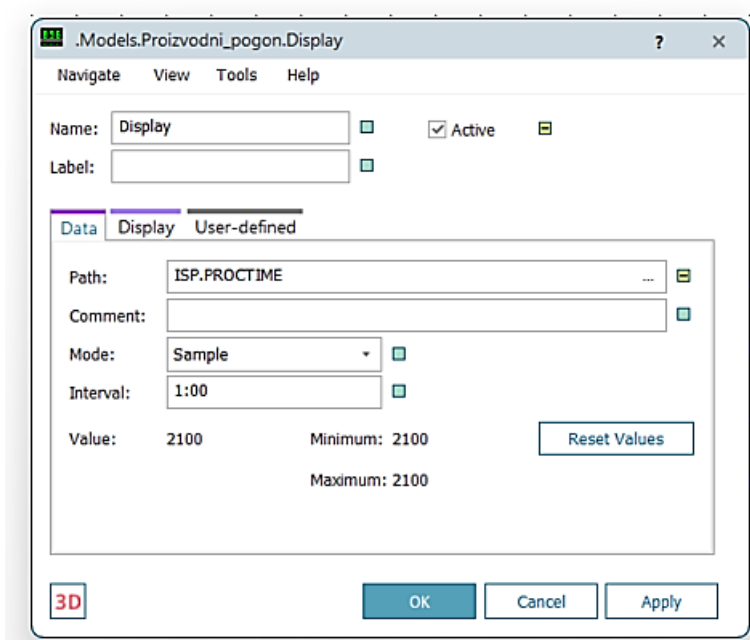 .Models.Proizvodni_pogon.Display ? ×
Navigate View Tools Help
Name: Display Active
Label:
Data Display User-defined
Path: ISP.PROCTIME ...
Comment:
Mode: Sample
Interval: 1:00
Value: 2100 Minimum: 2100 Reset Values
Maximum: 2100
3D OK Cancel Apply